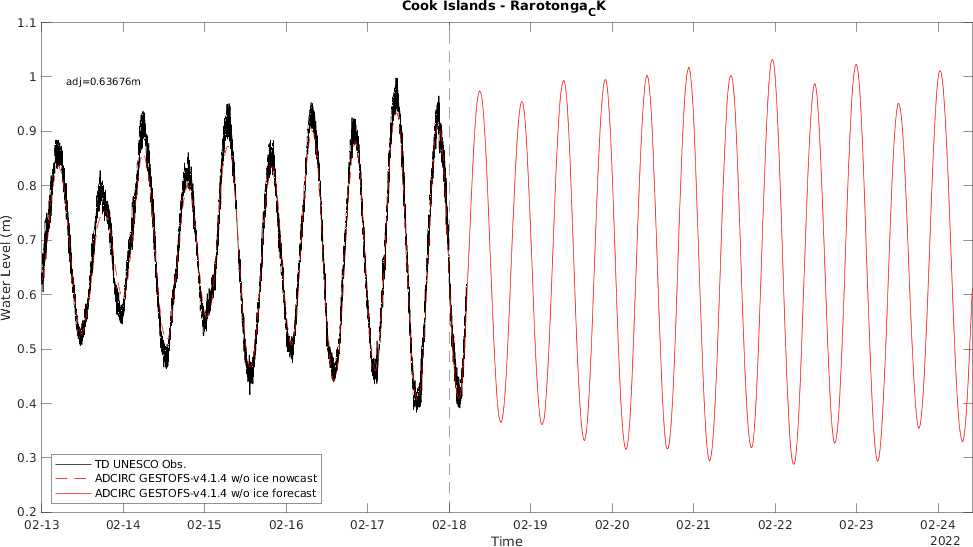 Cook Islands - Rarotonga_CK
1.1
1
0.9
0.8
0.7
0.6
0.5
0.4
0.3
0.2
Water Level (m)
adj=0.63676m
TD UNESCO Obs.
ADCIRC GESTOFS-v4.1.4 w/o ice nowcast
ADCIRC GESTOFS-v4.1.4 w/o ice forecast
02-13 02-14 02-15 02-16 02-17 02-18 02-19 02-20 02-21 02-22 02-23 02-24
Time
2022